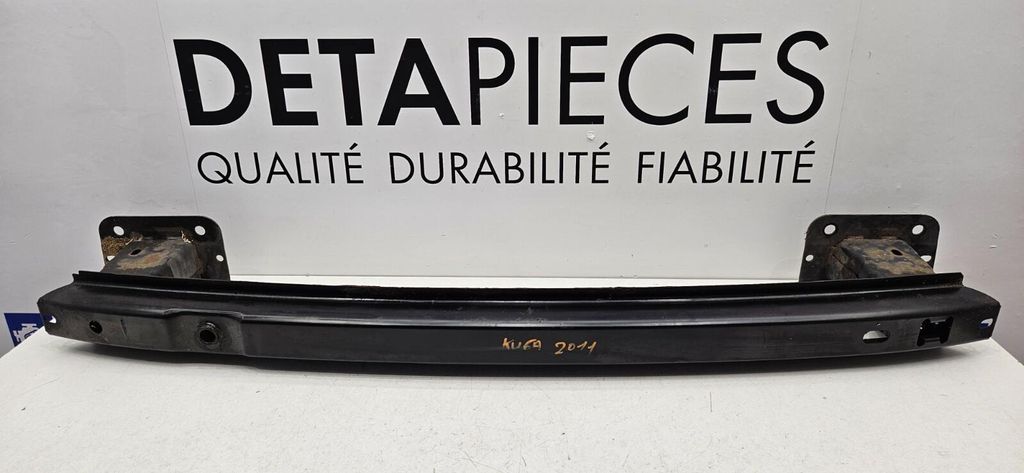 DETAPIECES
QUALITÉ DURABILITÉ FIABILITÉ
KUGA 2011